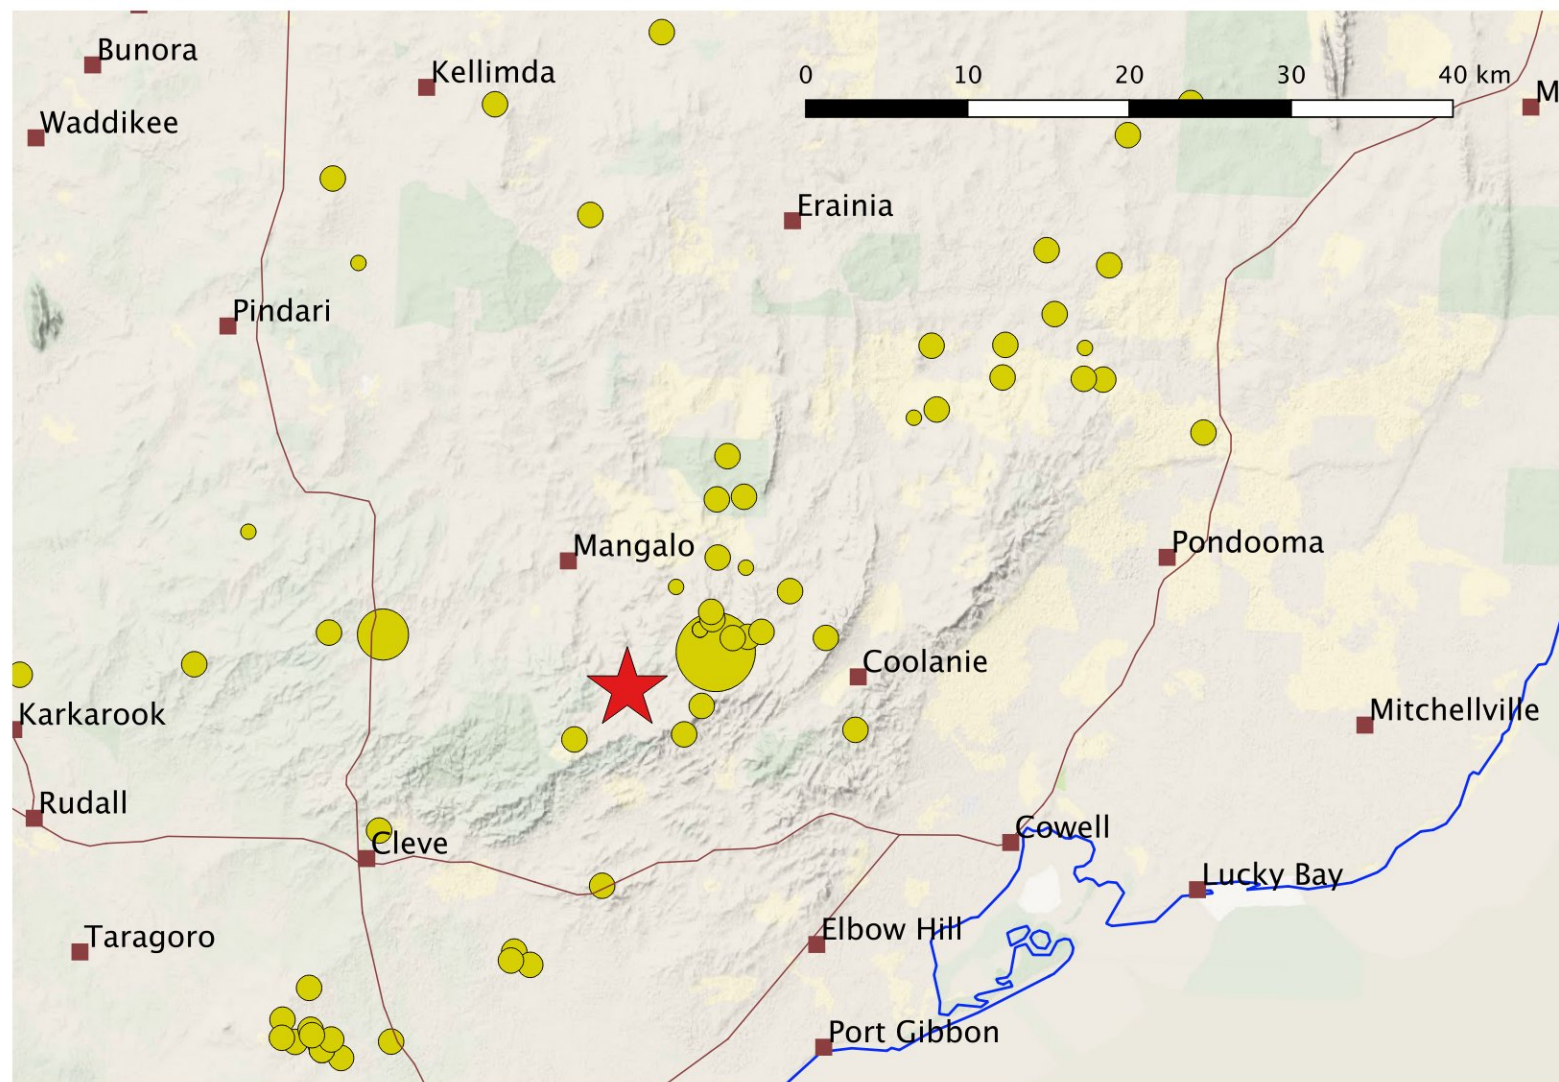 Bunora
Kellimda
0 10 20 30 40 km
M
Waddikee
Erainia
Pindari
Mangalo
Pondooma
Coolanie
Karkarook
Mitchellville
Rudall
Cowell
Cleve
Lucky Bay
Taragoro
Elbow Hill
Port Gibbon